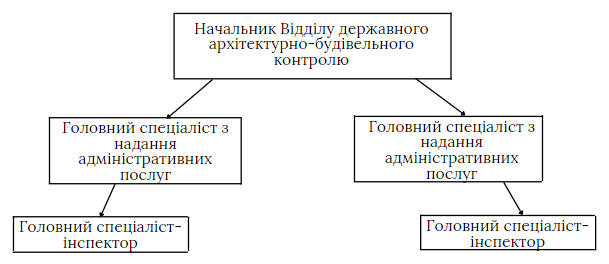 Начальник Відділу державного
архітектурно-будівельного
контролю
Головний спеціаліст з
надання
адміністративних
послуг
Головний спеціаліст з
надання
адміністративних
послуг
Головний спеціаліст-
інспектор
Головний спеціаліст-
інспектор